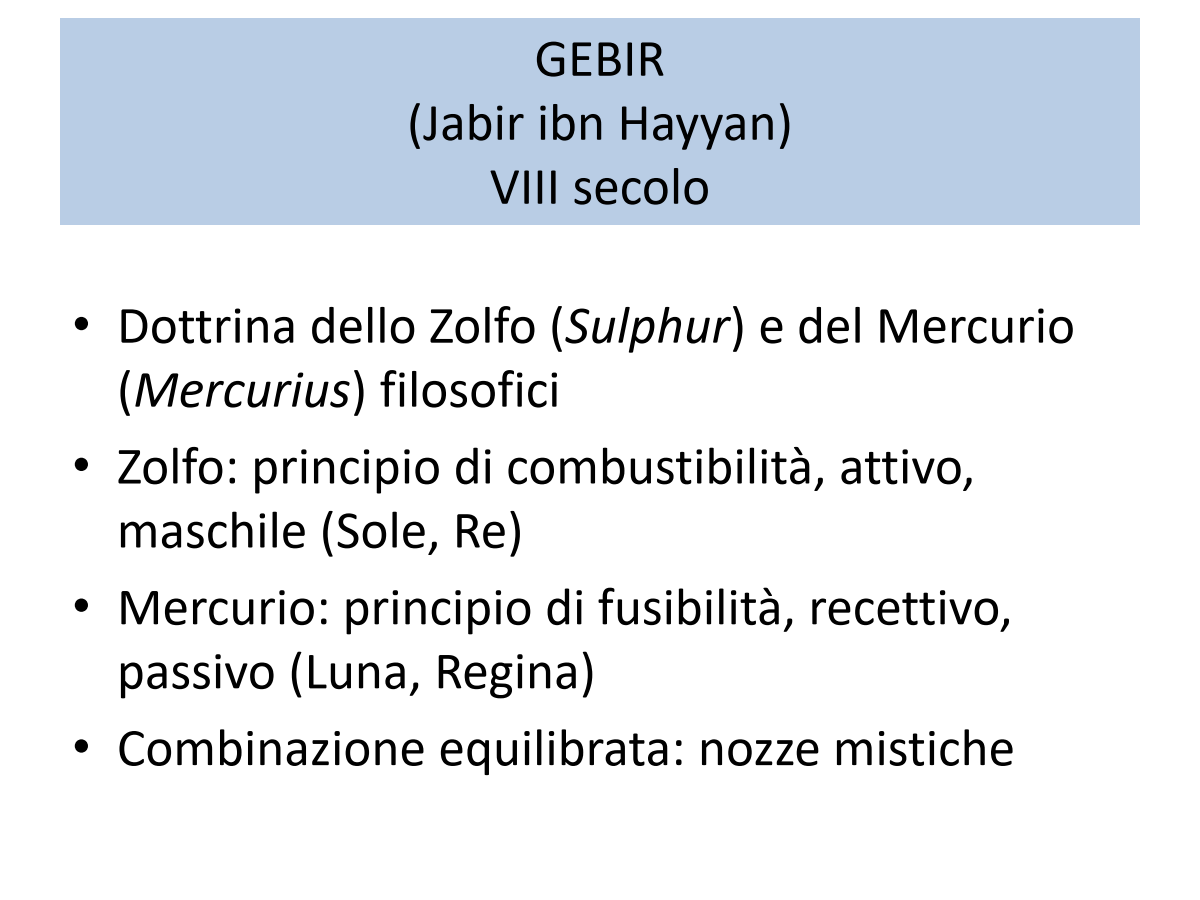 GEBIR
(Jabir ibn Hayyan)
VIII secolo
• Dottrina dello Zolfo (Sulphur) e del Mercurio
(Mercurius) filosofici
• Zolfo: principio di combustibilità, attivo,
maschile (Sole, Re)
• Mercurio: principio di fusibilità, recettivo,
passivo (Luna, Regina)
• Combinazione equilibrata: nozze mistiche